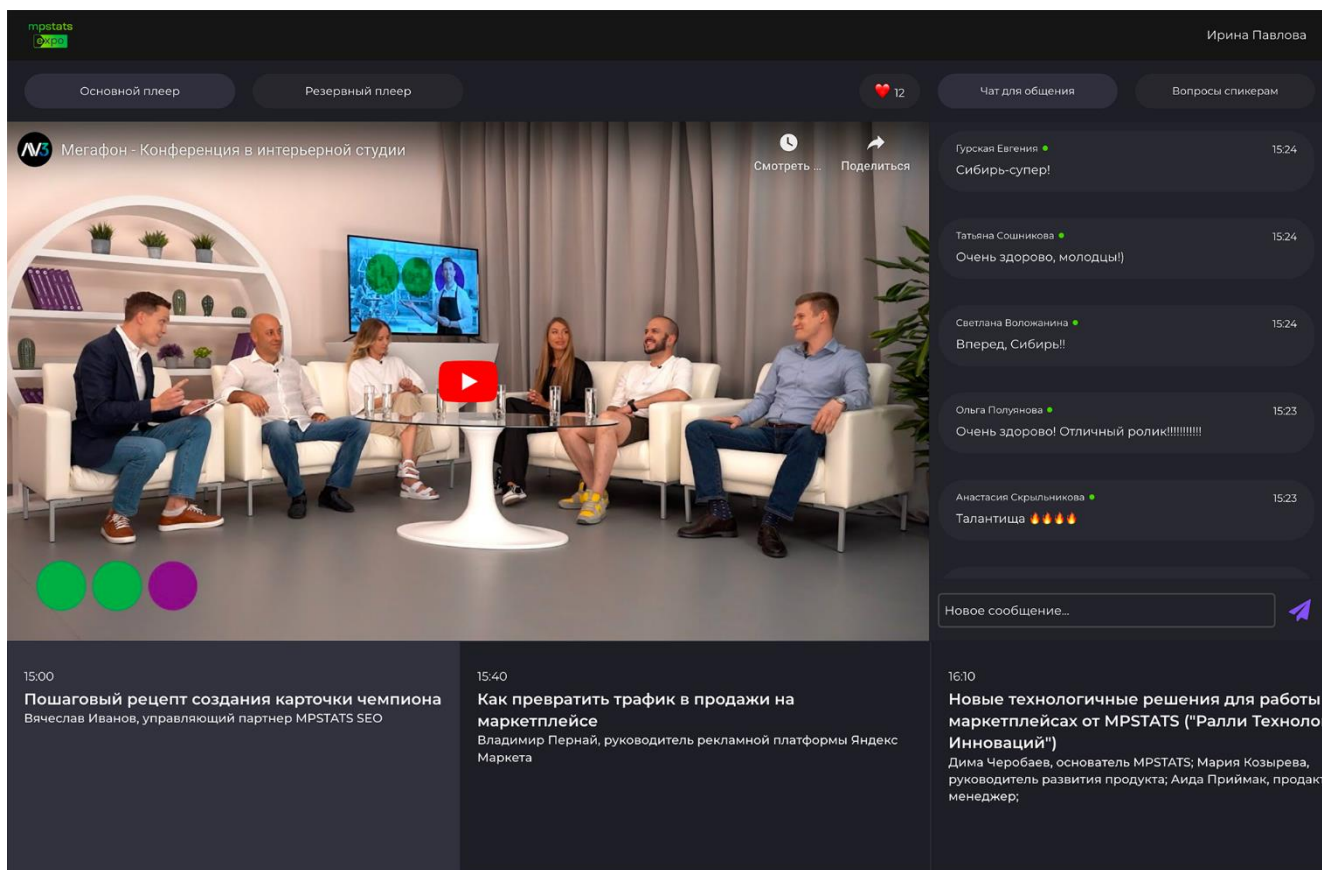 mpstats
expo
Ирина Павлова
Основной плеер
Резервный плеер
12
Чат для общения
Вопросы спикерам
Мегафон - Конференция в интерьерной студии
Смотреть ...
Поделиться
Гурская Евгения
15:24
Сибирь-супер!
Татьяна Сошникова
15:24
Очень здорово, молодцы!)
Светлана Воложанина
15:24
Вперед, Сибирь!!
Ольга Полуянова
15:23
Очень здорово! Отличный ролик!!!!!!!!!!!
Анастасия Скрыльникова
15:23
Талантища 🔥🔥🔥🔥
Новое сообщение...
15:00
Пошаговый рецепт создания карточки чемпиона
Вячеслав Иванов, управляющий партнер MPSTATS SEO
15:40
Как превратить трафик в продажи на
маркетплейсе
Владимир Пернай, руководитель рекламной платформы Яндекс
Маркета
16:10
Новые технологичные решения для работы
маркетплейсах от MPSTATS ("Ралли Техноло
Инноваций")
Дима Черобаев, основатель MPSTATS; Мария Козырева,
руководитель развития продукта; Аида Приймак, продакт
менеджер;